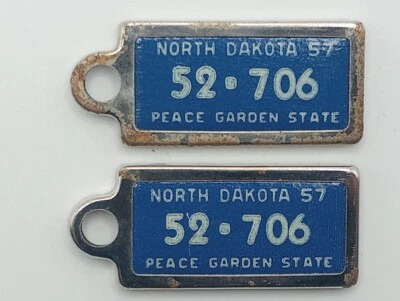 NORTH DAKOTA 57
52•706
PEACE GARDEN STATE
NORTH DAKOTA 57
52•706
PEACE GARDEN STATE